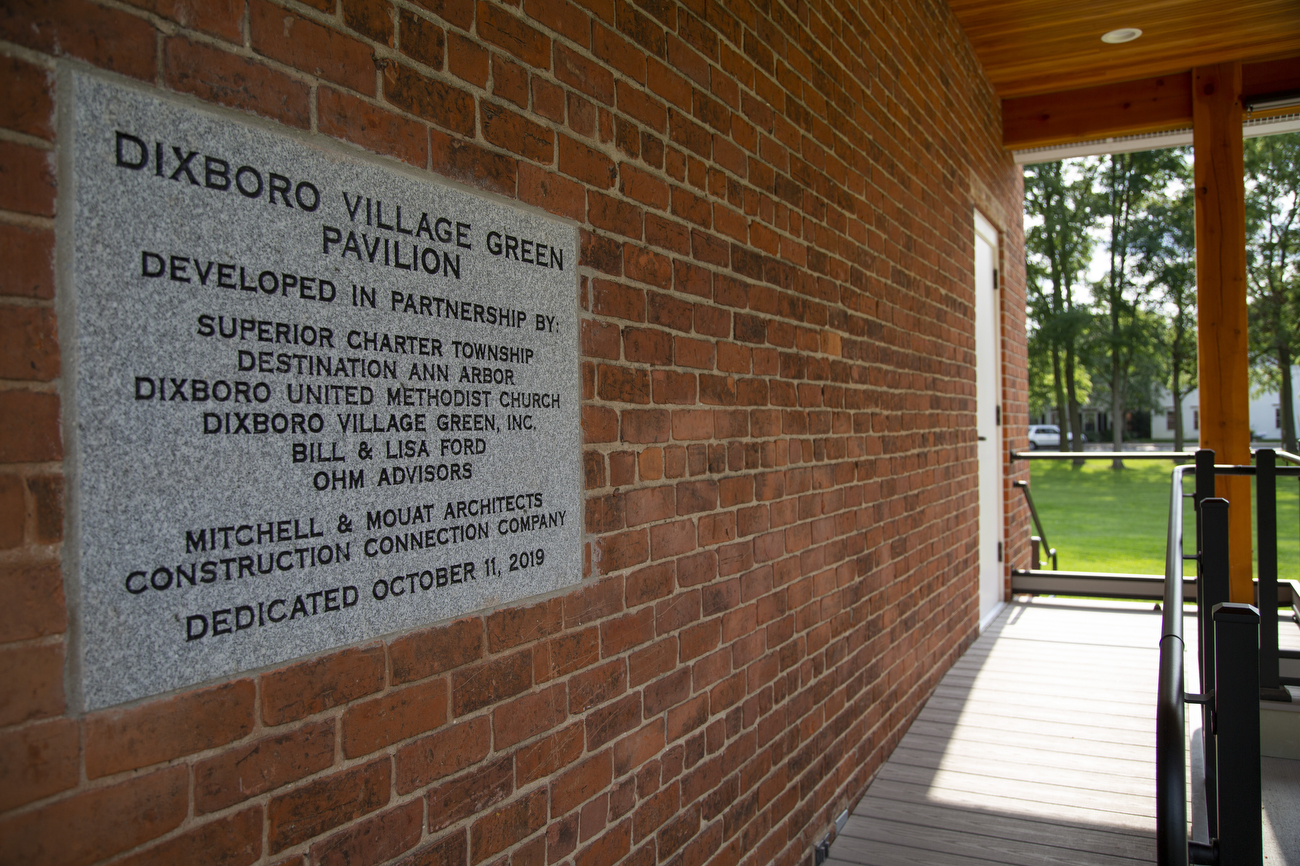 DIXBORO VILLAGE GREEN
PAVILION
DEVELOPED IN PARTNERSHIP BY:
SUPERIOR CHARTER TOWNSHIP
DESTINATION ANN ARBOR
DIXBORO UNITED METHODIST CHURCH
DIXBORO VILLAGE GREEN, INC.
BILL & LISA FORD
OHM ADVISORS
MITCHELL & MOUAT ARCHITECTS
CONSTRUCTION CONNECTION COMPANY
DEDICATED OCTOBER 11, 2019